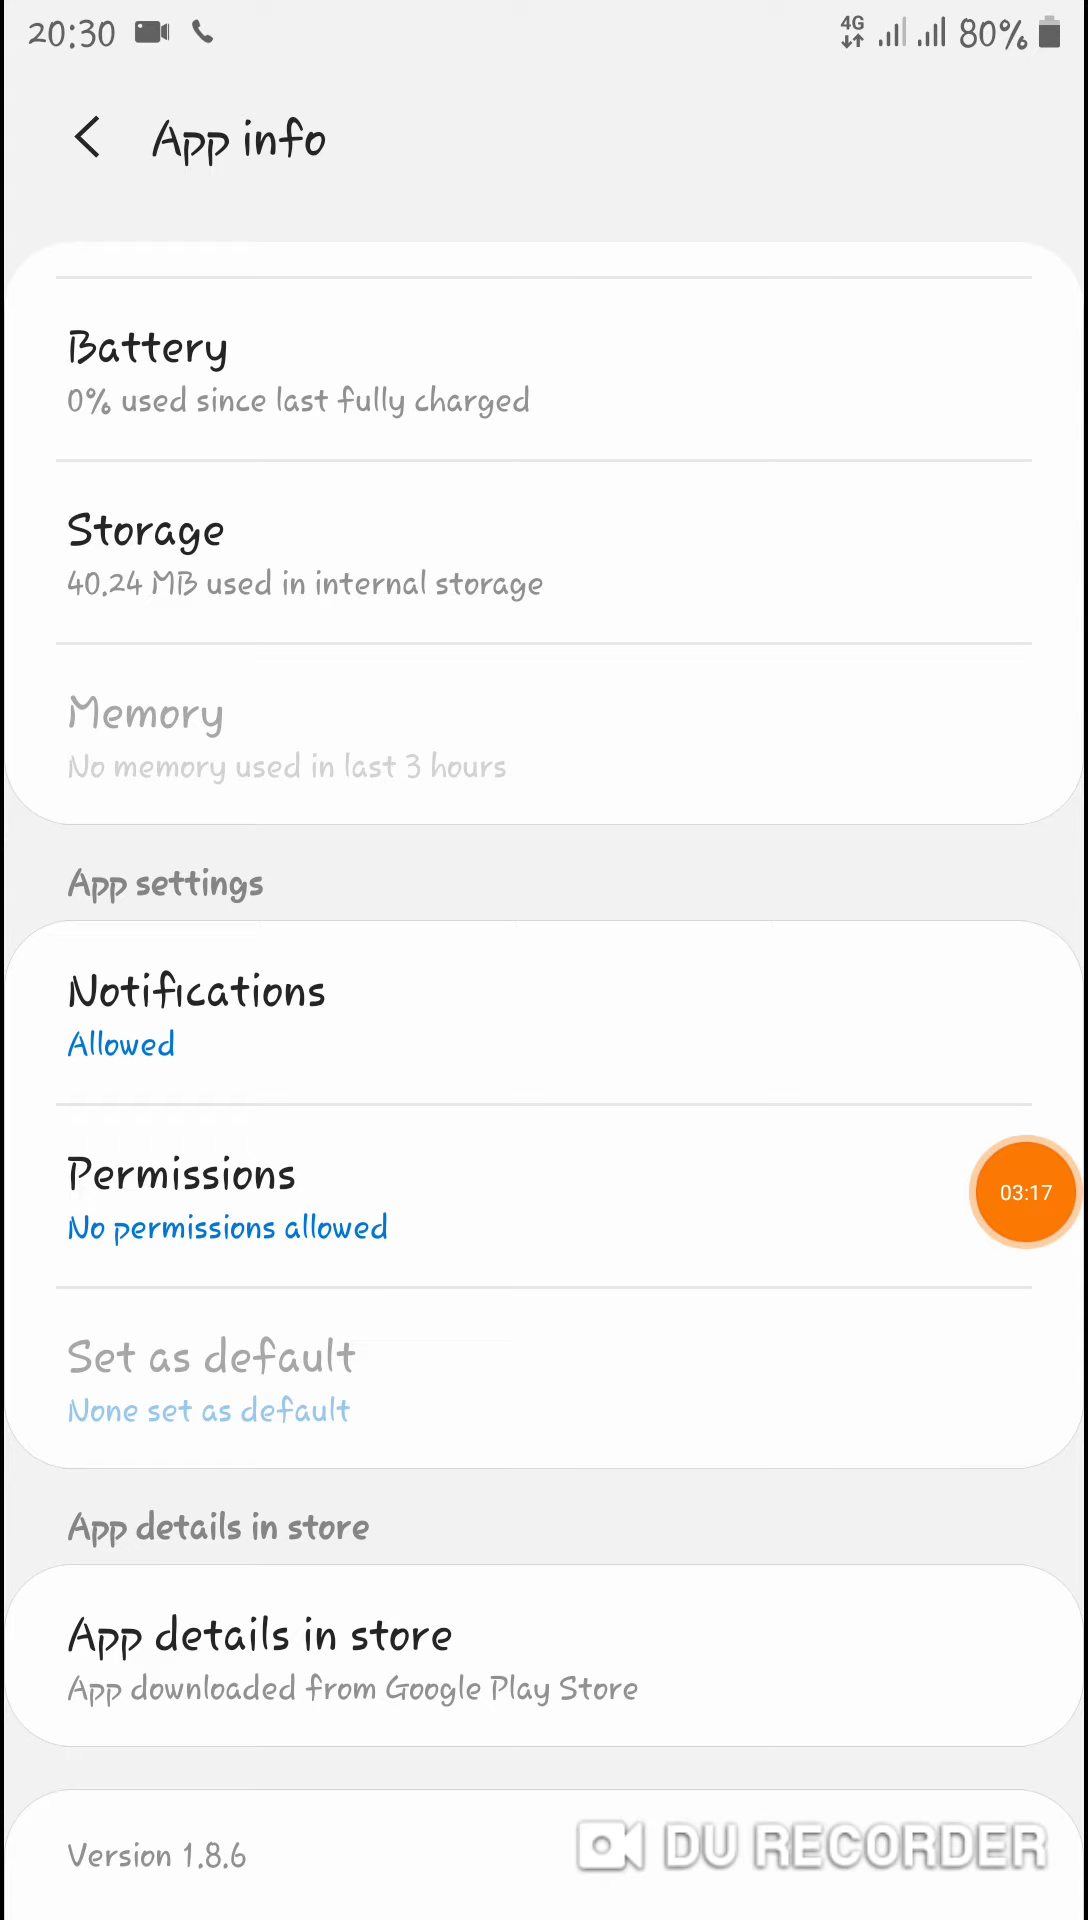 20:30 4G 80%
App info
Battery
0% used since last fully charged
Storage
40.24 MB used in internal storage
Memory
No memory used in last 3 hours
App settings
Notifications
Allowed
Permissions
No permissions allowed
03:17
Set as default
None set as default
App details in store
App details in store
App downloaded from Google Play Store
Version 1.8.6
DU RECORDER